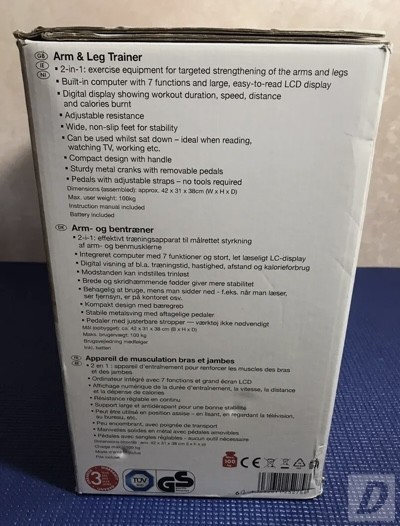 GB
IE
NI
Arm & Leg Trainer
• 2-in-1: exercise equipment for targeted strengthening of the arms and legs
• Built-in computer with 7 functions and large, easy-to-read LCD display
• Digital display showing workout duration, speed, distance
and calories burnt
• Adjustable resistance
• Wide, non-slip feet for stability
• Can be used whilst sat down – ideal when reading,
watching TV, working etc.
• Compact design with handle
• Sturdy metal cranks with removable pedals
• Pedals with adjustable straps – no tools required
Dimensions (assembled): approx. 42 x 31 x 38cm (W x H x D)
Max. user weight: 100kg
Instruction manual included
Battery included
DK
Arm- og bentræner
• 2-i-1: effektivt træningsapparat til målrettet styrkning
af arm- og benmusklerne
• Integreret computer med 7 funktioner og stort, let læseligt LC-display
• Digital visning af bl.a. træningstid, hastighed, afstand og kalorieforbrug
• Modstanden kan indstilles trinløst
• Brede og skridhæmmende fødder giver mere stabilitet
• Behagelig at bruge, mens man sidder ned - f.eks. når man læser,
ser fjernsyn, er på kontoret osv.
• Kompakt design med bæregreb
• Stabile metalsving med aftagelige pedaler
• Pedaler med justerbare stropper — værktøj ikke nødvendigt
Mål (opbygget): ca. 42 x 31 x 38 cm (B x H x D)
Maks. brugervægt: 100 kg
Brugsvejledning medfølger
Inkl. batteri
Appareil de musculation bras et jambes
• 2 en 1 : appareil d'entraînement pour renforcer les muscles des bras
et des jambes
• Ordinateur intégré avec 7 fonctions et grand écran LCD
• Affichage numérique de la durée d'entraînement, la vitesse, la distance
et la dépense de calories
• Résistance réglable en continu
• Support large et antidérapant pour une bonne stabilité
• Peut être utilisé en position assise – en lisant, en regardant la télévision,
au bureau, etc.
• Peu encombrant, avec poignée de transport
• Manivelles solides en métal avec pédales amovibles
• Pédales avec sangles réglables – aucun outil nécessaire
3
TÜV
GS
100
CE
D